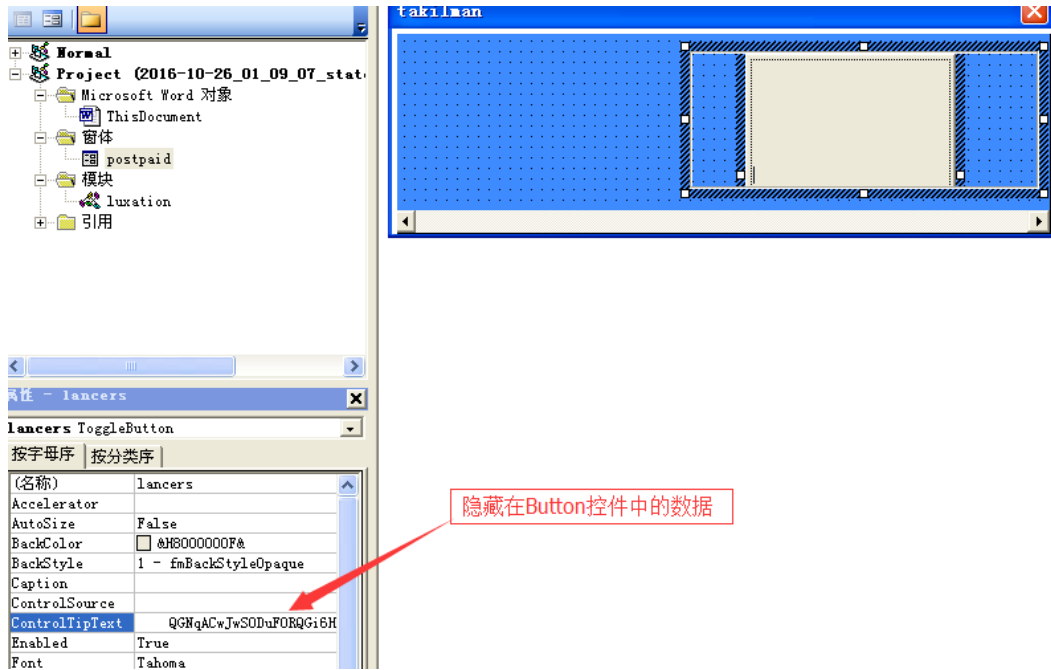 takilman
Normal
Project (2016-10-26_01_09_07_stat
Microsoft Word 对象
ThisDocument
窗体
postpaid
模块
luxation
引用
属性 - lancers
lancers ToggleButton
按字母序 按分类序
(名称) lancers
Accelerator
AutoSize False
BackColor &H8000000F&
BackStyle 1 - fmBackStyleOpaque
Caption
ControlSource
ControlTipText QGNqACwJwSODuFORQGi6H
Enabled True
Font Tahoma
隐藏在Button控件中的数据